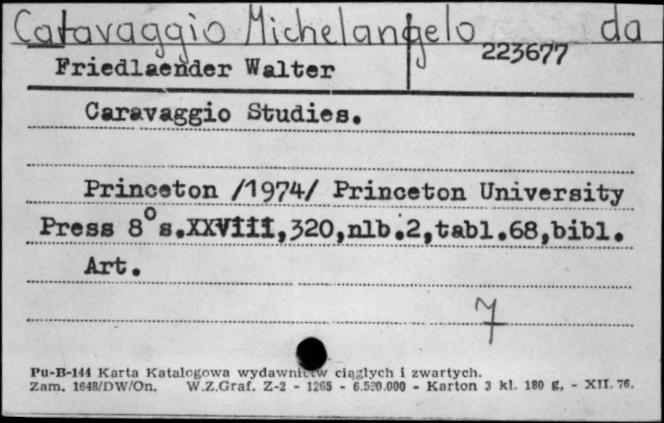 Caravaggio Michelangelo da
223677
Friedlaender Walter
Caravaggio Studies.
Princeton /1974/ Princeton University
Press 8° s.XXVIII,320,nlb.2,tabl.68,bibl.
Art.
7
Pu-B-144 Karta Katalogowa wydawnictw ciągłych i zwartych.
Zam. 1648/DW/On. W.Z.Graf. Z-2 - 1265 - 6.500.000 - Karton 3 kl. 180 g, - XII. 76.